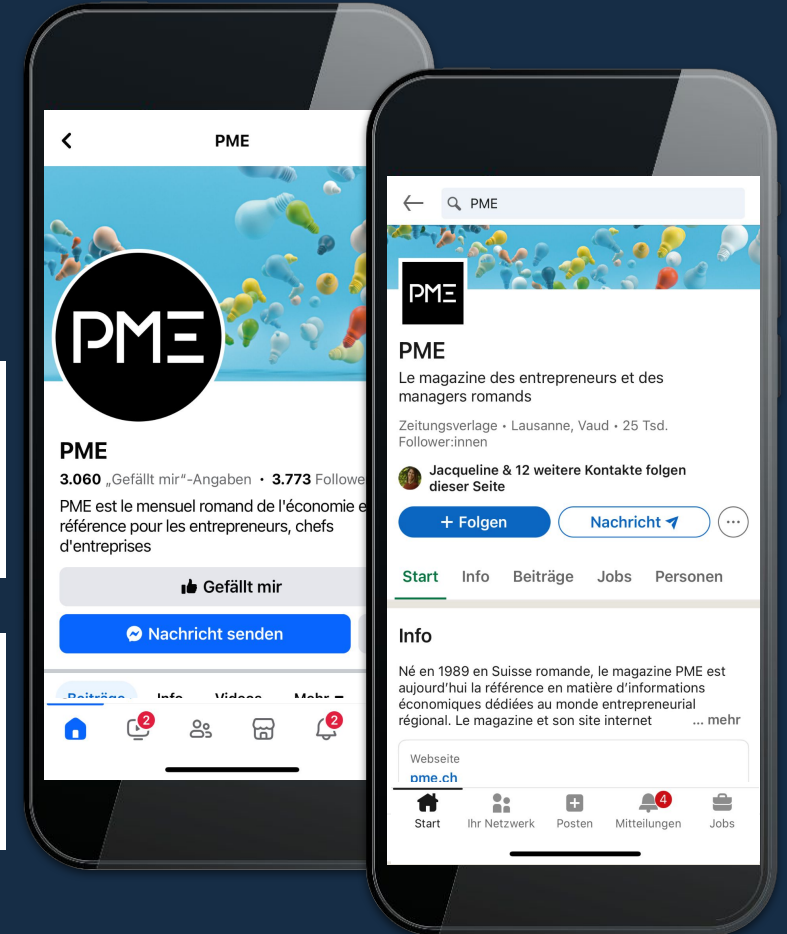 PME
PME
PME
3.060 „Gefällt mir“-Angaben • 3.773 Followe
PME est le mensuel romand de l'économie e
référence pour les entrepreneurs, chefs
d'entreprises
Gefällt mir
Nachricht senden
Beiträge Info Videos Mehr
2
2
PME
PME
PME
Le magazine des entrepreneurs et des
managers romands
Zeitungsverlage • Lausanne, Vaud • 25 Tsd.
Follower:innen
Jacqueline & 12 weitere Kontakte folgen
dieser Seite
+ Folgen Nachricht
Start Info Beiträge Jobs Personen
Info
Né en 1989 en Suisse romande, le magazine PME est
aujourd’hui la référence en matière d’informations
économiques dédiées au monde entrepreneurial
régional. Le magazine et son site internet ... mehr
Webseite
pme.ch
4
Start Ihr Netzwerk Posten Mitteilungen Jobs